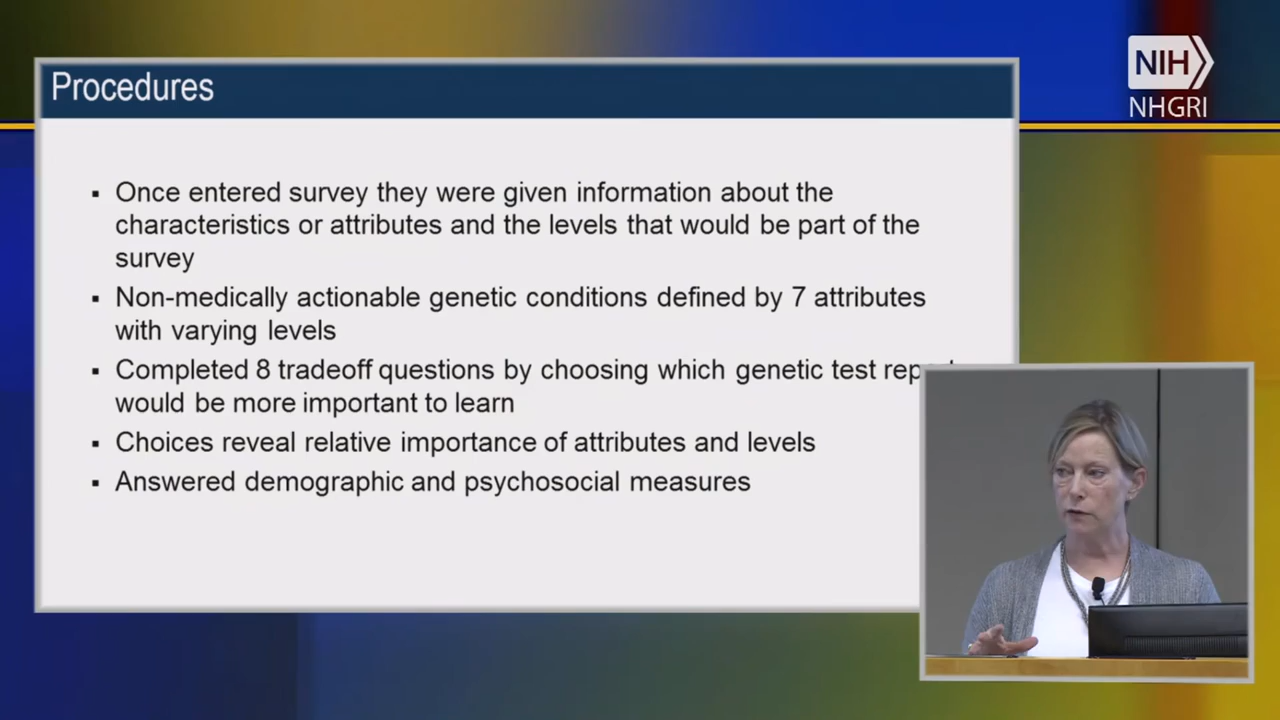 Procedures
NIH
NHGRI
▪ Once entered survey they were given information about the
characteristics or attributes and the levels that would be part of the
survey
▪ Non-medically actionable genetic conditions defined by 7 attributes
with varying levels
▪ Completed 8 tradeoff questions by choosing which genetic test
would be more important to learn
▪ Choices reveal relative importance of attributes and levels
▪ Answered demographic and psychosocial measures